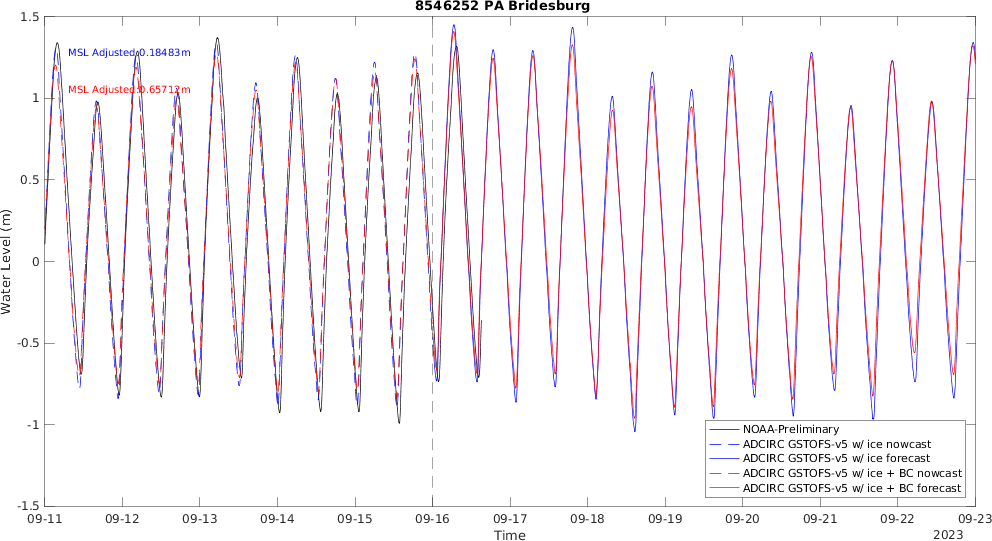 8546252 PA Bridesburg
1.5
MSL Adjusted:0.18483m
MSL Adjusted:0.65712m
1
0.5
0
-0.5
-1
-1.5
Water Level (m)
NOAA-Preliminary
ADCIRC GSTOFS-v5 w/ ice nowcast
ADCIRC GSTOFS-v5 w/ ice forecast
ADCIRC GSTOFS-v5 w/ ice + BC nowcast
ADCIRC GSTOFS-v5 w/ ice + BC forecast
09-11 09-12 09-13 09-14 09-15 09-16 09-17 09-18 09-19 09-20 09-21 09-22 09-23
Time
2023